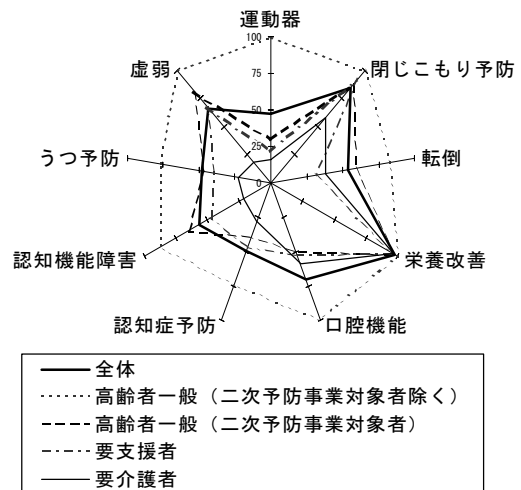 運動器
100
閉じこもり予防
虚弱
75
50
25
0
うつ予防
転倒
認知機能障害
栄養改善
認知症予防
口腔機能
全体
高齢者一般（二次予防事業対象者除く）
高齢者一般（二次予防事業対象者）
要支援者
要介護者